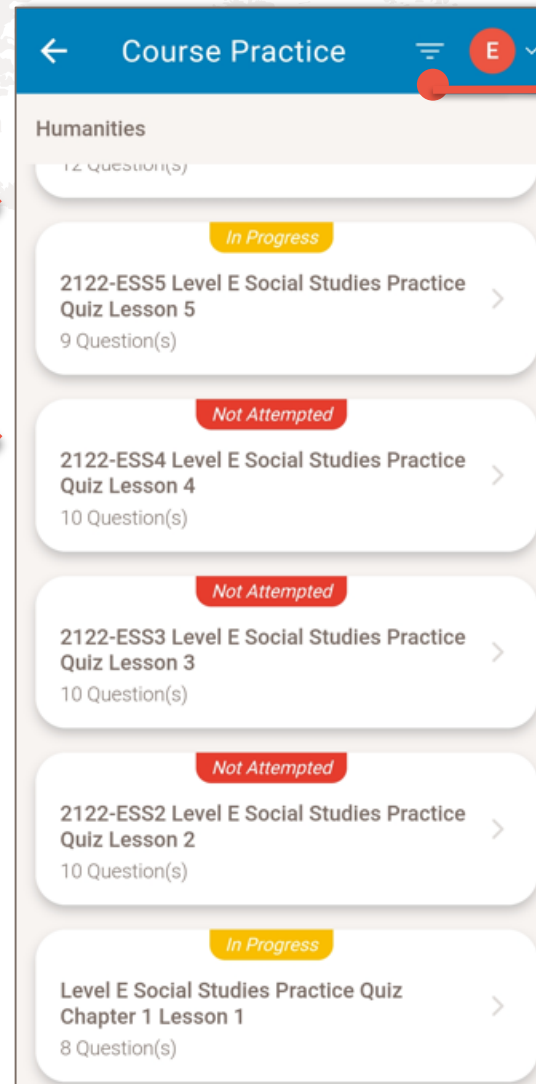 Course Practice
E
Humanities
12 Question(s)
In Progress
2122-ESS5 Level E Social Studies Practice
Quiz Lesson 5
9 Question(s)
Not Attempted
2122-ESS4 Level E Social Studies Practice
Quiz Lesson 4
10 Question(s)
Not Attempted
2122-ESS3 Level E Social Studies Practice
Quiz Lesson 3
10 Question(s)
Not Attempted
2122-ESS2 Level E Social Studies Practice
Quiz Lesson 2
10 Question(s)
In Progress
Level E Social Studies Practice Quiz
Chapter 1 Lesson 1
8 Question(s)